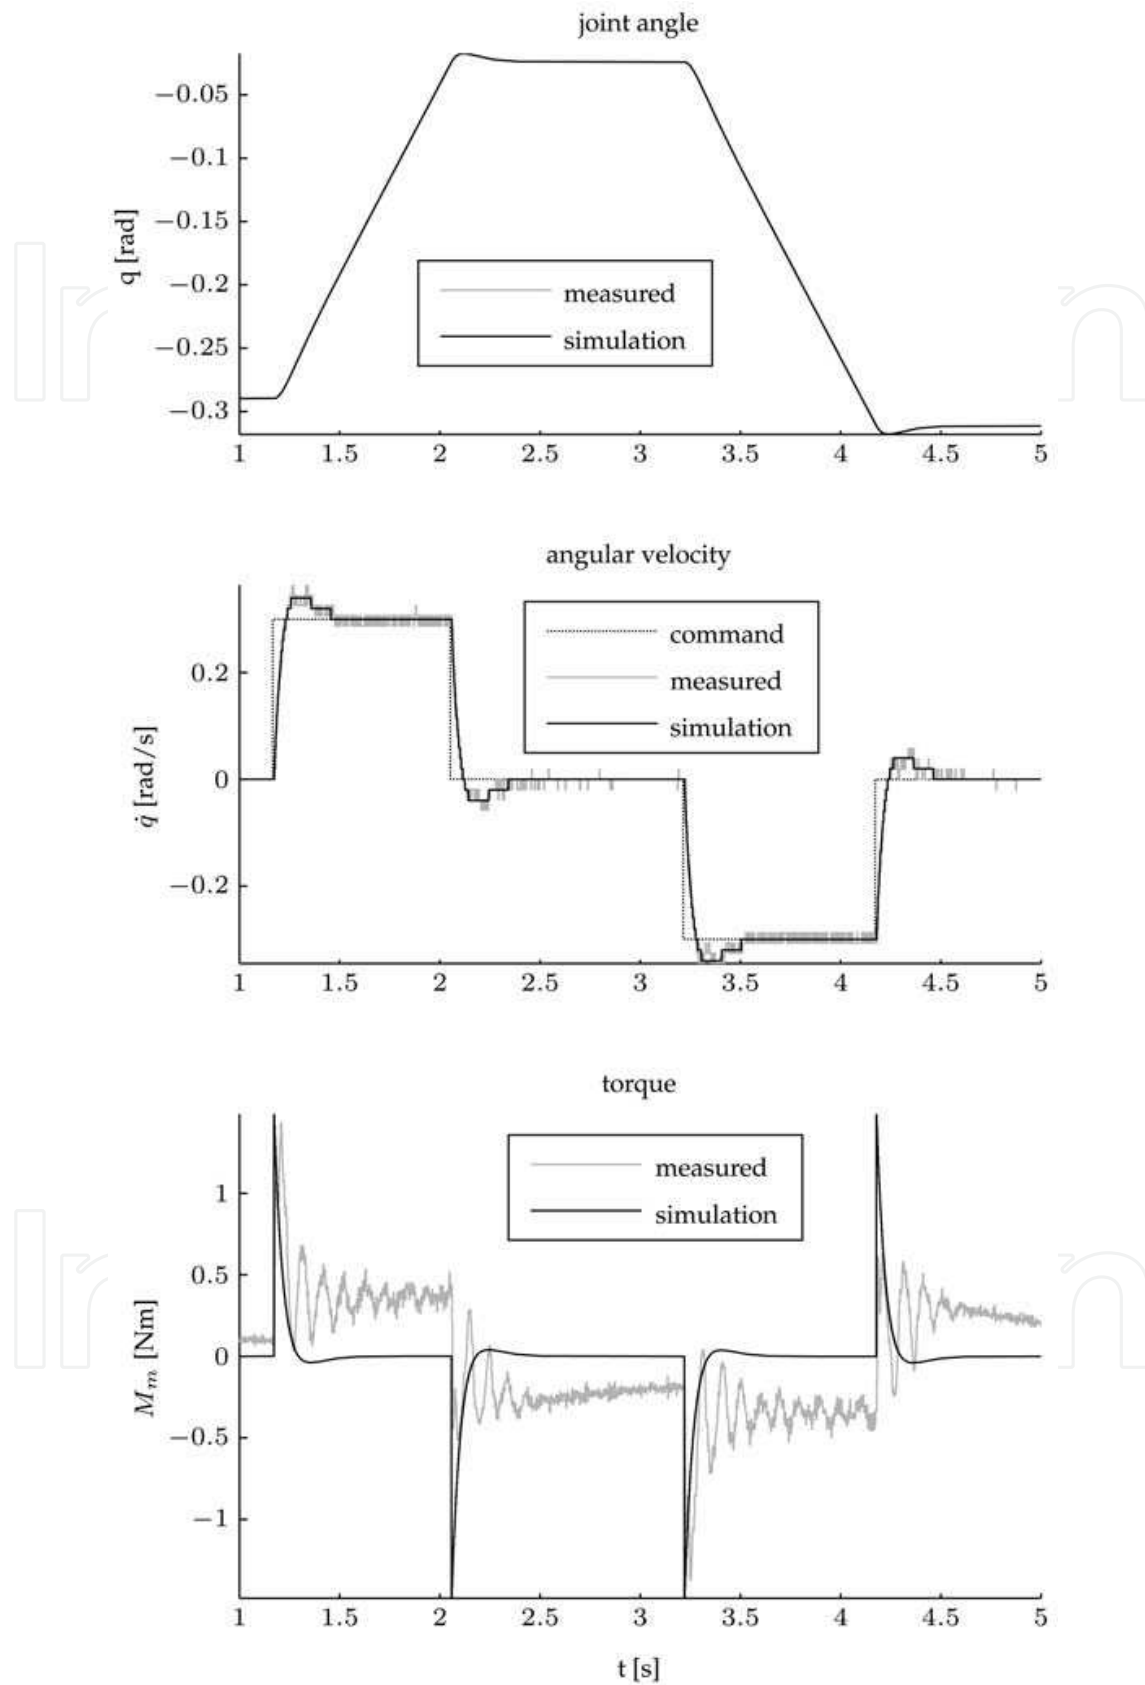 joint angle
−0.05
−0.1
−0.15
−0.2
−0.25
−0.3
q [rad]
measured
simulation
1 1.5 2 2.5 3 3.5 4 4.5 5
angular velocity
0.2
0
−0.2
q̇ [rad/s]
command
measured
simulation
1 1.5 2 2.5 3 3.5 4 4.5 5
torque
1
0.5
0
−0.5
−1
Mₘ [Nm]
measured
simulation
1 1.5 2 2.5 3 3.5 4 4.5 5
t [s]